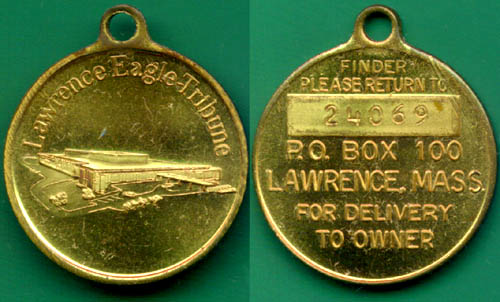 Lawrence Eagle-Tribune
FINDER
PLEASE RETURN TO
24069
P.O. BOX 100
LAWRENCE, MASS.
FOR DELIVERY
TO OWNER